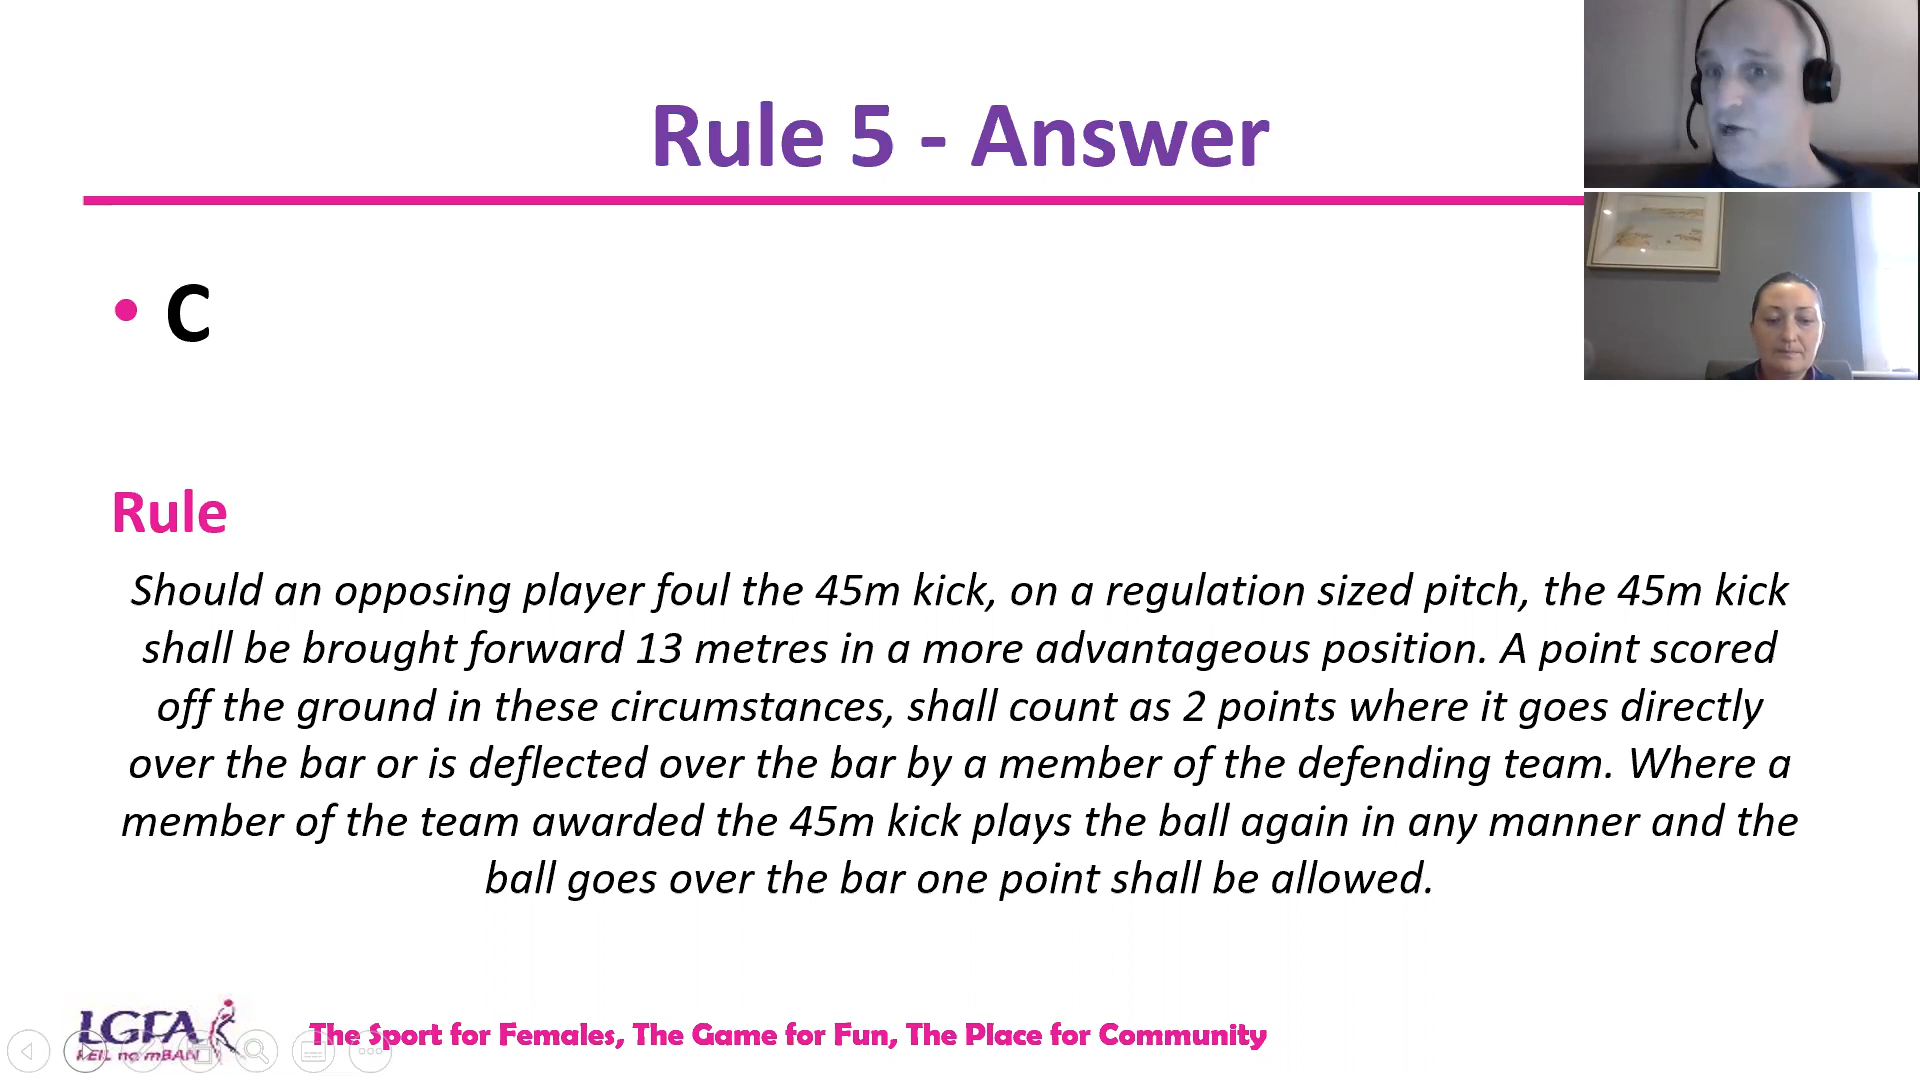 Rule 5 - Answer
• C
Rule
Should an opposing player foul the 45m kick, on a regulation sized pitch, the 45m kick
shall be brought forward 13 metres in a more advantageous position. A point scored
off the ground in these circumstances, shall count as 2 points where it goes directly
over the bar or is deflected over the bar by a member of the defending team. Where a
member of the team awarded the 45m kick plays the ball again in any manner and the
ball goes over the bar one point shall be allowed.
LGFA
PEIL na mBAN
The Sport for Females, The Game for Fun, The Place for Community